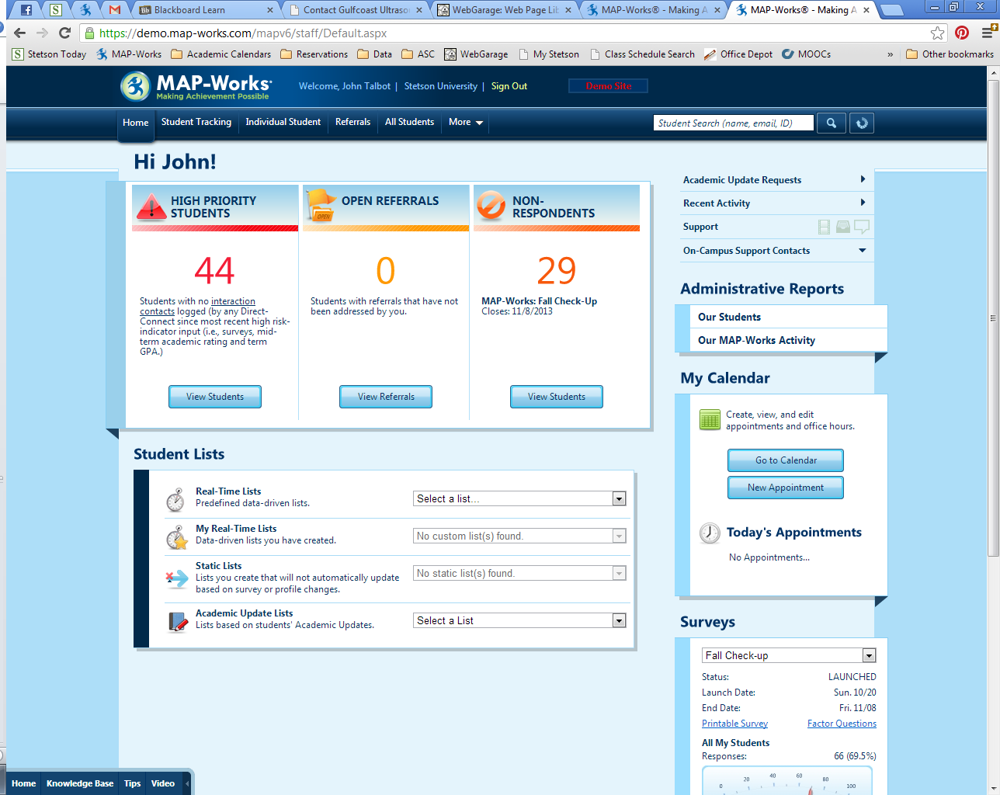 Blackboard Learn
Contact Gulfcoast Ultraso
WebGarage: Web Page Lib
MAP-Works® - Making A
MAP-Works® - Making A
https://demo.map-works.com/mapv6/staff/Default.aspx
Stetson Today
MAP-Works
Academic Calendars
Reservations
Data
ASC
WebGarage
My Stetson
Class Schedule Search
Office Depot
MOOCs
»
Other bookmarks
MAP-Works
Making Achievement Possible
Welcome, John Talbot | Stetson University | Sign Out
Demo Site
Home
Student Tracking
Individual Student
Referrals
All Students
More
Student Search (name, email, ID)
Hi John!
HIGH PRIORITY
STUDENTS
44
Students with no interaction
contacts logged (by any Direct-
Connect since most recent high risk-
indicator input (i.e., surveys, mid-
term academic rating and term
GPA.)
View Students
OPEN REFERRALS
OPEN
0
Students with referrals that have not
been addressed by you.
View Referrals
NON-
RESPONDENTS
29
MAP-Works: Fall Check-Up
Closes: 11/8/2013
View Students
Academic Update Requests
Recent Activity
Support
On-Campus Support Contacts
Administrative Reports
Our Students
Our MAP-Works Activity
My Calendar
Create, view, and edit
appointments and office hours.
Go to Calendar
New Appointment
Today's Appointments
No Appointments...
Student Lists
Real-Time Lists
Predefined data-driven lists.
Select a list...
My Real-Time Lists
Data-driven lists you have created.
No custom list(s) found.
Static Lists
Lists you create that will not automatically update
based on survey or profile changes.
No static list(s) found.
Academic Update Lists
Lists based on students' Academic Updates.
Select a List
Surveys
Fall Check-up
Status: LAUNCHED
Launch Date: Sun. 10/20
End Date: Fri. 11/08
Printable Survey Factor Questions
All My Students
Responses: 66 (69.5%)
0 20 40 60 80 100
Home
Knowledge Base
Tips
Video